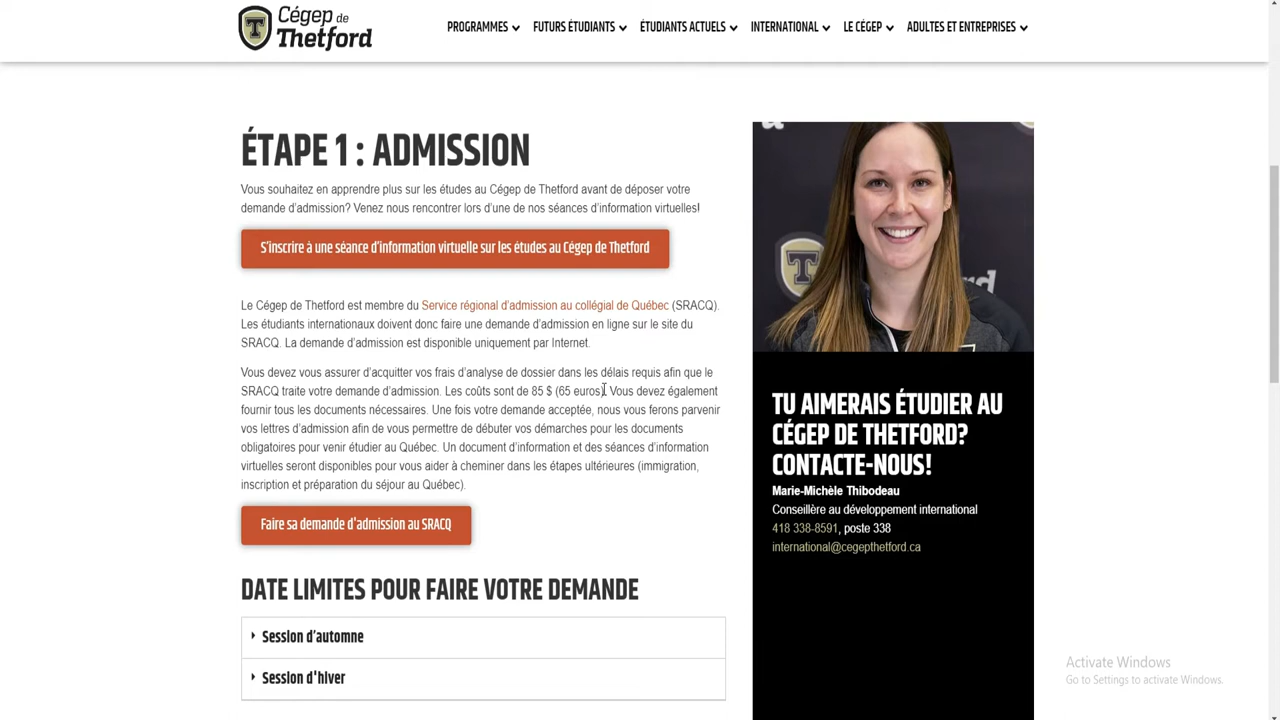 Cégep de
Thetford
PROGRAMMES
FUTURS ÉTUDIANTS
ÉTUDIANTS ACTUELS
INTERNATIONAL
LE CÉGEP
ADULTES ET ENTREPRISES
ÉTAPE 1 : ADMISSION
Vous souhaitez en apprendre plus sur les études au Cégep de Thetford avant de déposer votre
demande d'admission? Venez nous rencontrer lors d'une de nos séances d'information virtuelles!
S'inscrire à une séance d'information virtuelle sur les études au Cégep de Thetford
Le Cégep de Thetford est membre du Service régional d'admission au collégial de Québec (SRACQ).
Les étudiants internationaux doivent donc faire une demande d'admission en ligne sur le site du
SRACQ. La demande d'admission est disponible uniquement par Internet.
Vous devez vous assurer d'acquitter vos frais d'analyse de dossier dans les délais requis afin que le
SRACQ traite votre demande d'admission. Les coûts sont de 85 $ (65 euros). Vous devez également
fournir tous les documents nécessaires. Une fois votre demande acceptée, nous vous ferons parvenir
vos lettres d'admission afin de vous permettre de débuter vos démarches pour les documents
obligatoires pour venir étudier au Québec. Un document d'information et des séances d'information
virtuelles seront disponibles pour vous aider à cheminer dans les étapes ultérieures (immigration,
inscription et préparation du séjour au Québec).
Faire sa demande d'admission au SRACQ
DATE LIMITES POUR FAIRE VOTRE DEMANDE
Session d'automne
Session d'hiver
T
TU AIMERAIS ÉTUDIER AU
CÉGEP DE THETFORD?
CONTACTE-NOUS!
Marie-Michèle Thibodeau
Conseillère au développement international
418 338-8591, poste 338
international@cegepthetford.ca
Activate Windows
Go to Settings to activate Windows.